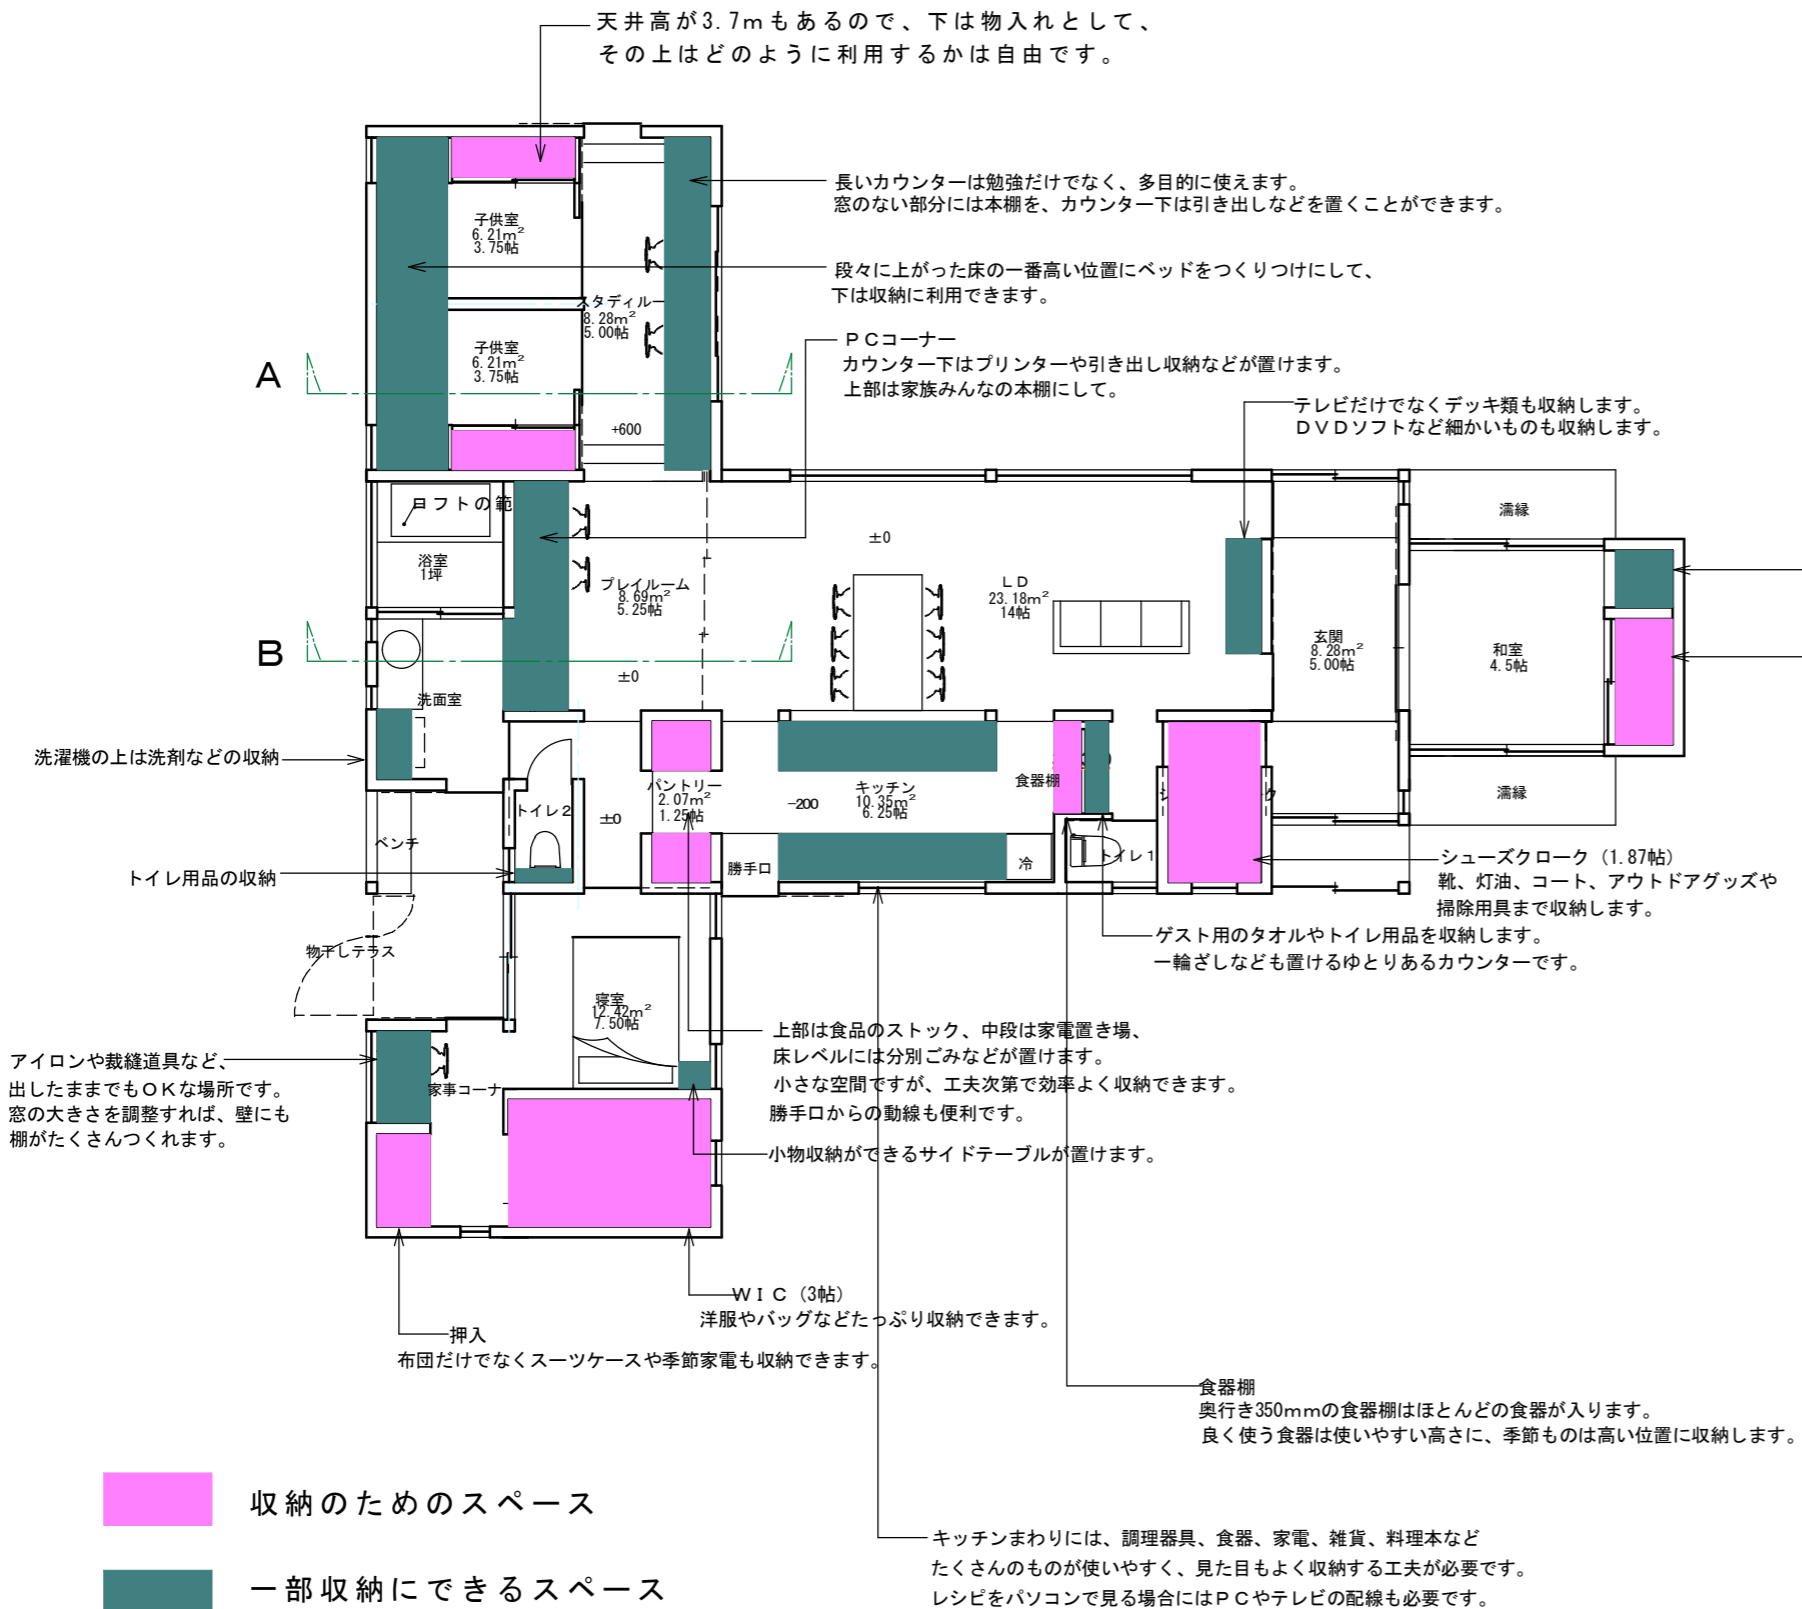 天井高が3.7mもあるので、下は物入れとして、
その上はどのように利用するかは自由です。
長いカウンターは勉強だけでなく、多目的に使えます。
窓のない部分には本棚を、カウンター下は引き出しなどを置くことができます。
子供室
6.21m²
3.75帖
段々に上がった床の一番高い位置にベッドをつくりつけにして、
下は収納に利用できます。
スタディルー
8.28m²
5.00帖
子供室
6.21m²
3.75帖
PCコーナー
カウンター下はプリンターや引き出し収納などが置けます。
上部は家族みんなの本棚にして。
A
テレビだけでなくデッキ類も収納します。
DVDソフトなど細かいものも収納します。
+600
ロフトの範
濡縁
±0
浴室
1坪
プレイルーム
8.69m²
5.25帖
LD
23.18m²
14帖
玄関
8.28m²
5.00帖
和室
4.5帖
B
±0
洗面室
洗濯機の上は洗剤などの収納
パントリー
2.07m²
1.25帖
キッチン
10.35m²
6.25帖
食器棚
濡縁
トイレ2
±0
-200
ベンチ
勝手口
冷
トイレ1
トイレ用品の収納
シューズクローク（1.87帖）
靴、灯油、コート、アウトドアグッズや
掃除用具まで収納します。
物干しテラス
ゲスト用のタオルやトイレ用品を収納します。
一輪ざしなども置けるゆとりあるカウンターです。
寝室
12.42m²
7.50帖
上部は食品のストック、中段は家電置き場、
床レベルには分別ごみなどが置けます。
小さな空間ですが、工夫次第で効率よく収納できます。
勝手口からの動線も便利です。
アイロンや裁縫道具など、
出したままでもOKな場所です。
窓の大きさを調整すれば、壁にも
棚がたくさんつくれます。
家事コーナ
小物収納ができるサイドテーブルが置けます。
WIC（3帖）
洋服やバッグなどたっぷり収納できます。
押入
布団だけでなくスーツケースや季節家電も収納できます。
食器棚
奥行き350mmの食器棚はほとんどの食器が入ります。
良く使う食器は使いやすい高さに、季節ものは高い位置に収納します。
収納のためのスペース
キッチンまわりには、調理器具、食器、家電、雑貨、料理本など
たくさんのものが使いやすく、見た目もよく収納する工夫が必要です。
レシピをパソコンで見る場合にはPCやテレビの配線も必要です。
一部収納にできるスペース